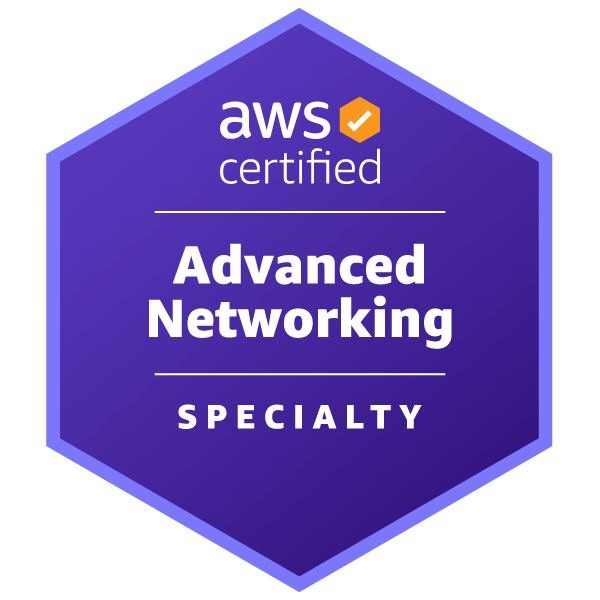 aws
certified
Advanced
Networking
SPECIALTY